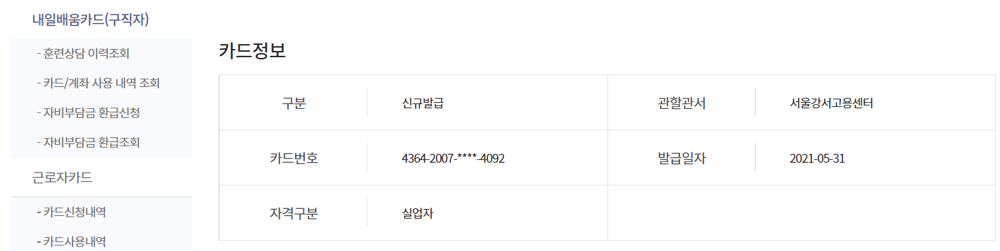 내일배움카드(구직자)
- 훈련상담 이력조회
- 카드/계좌 사용 내역 조회
- 자비부담금 환급신청
- 자비부담금 환급조회
근로자카드
- 카드신청내역
- 카드사용내역
카드정보
구분 신규발급 관할관서 서울강서고용센터
카드번호 4364-2007-****-4092 발급일자 2021-05-31
자격구분 실업자